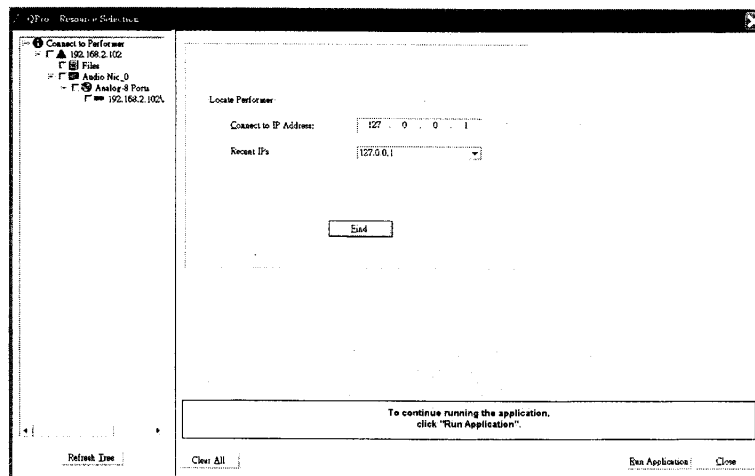 QPro - Resource Selection
Connect to Performer
192.168.2.102
Files
Audio Nic_0
Analog-8 Ports
192.168.2.102\
Locate Performer
Connect to IP Address:
127 . 0 . 0 . 1
Recent IPs
127.0.0.1
Find
To continue running the application,
click "Run Application".
Refresh Tree
Clear All
Run Application
Close